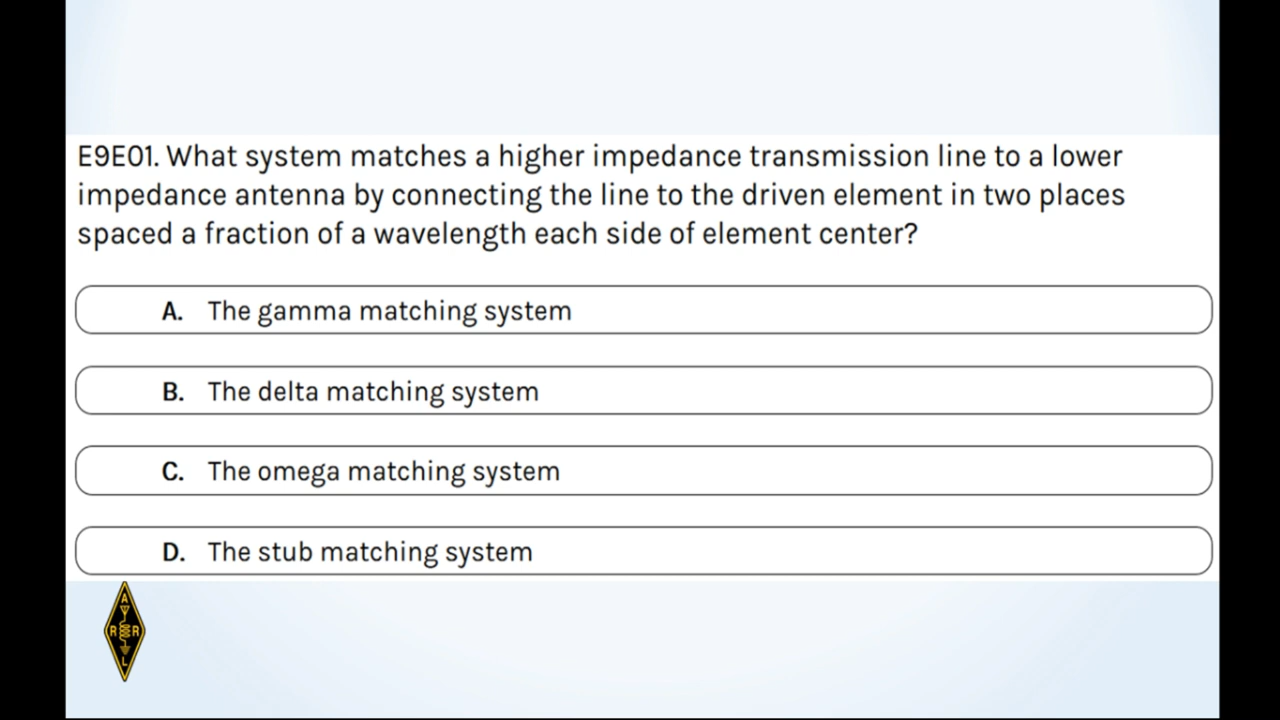 E9E01. What system matches a higher impedance transmission line to a lower
impedance antenna by connecting the line to the driven element in two places
spaced a fraction of a wavelength each side of element center?
A. The gamma matching system
B. The delta matching system
C. The omega matching system
D. The stub matching system
A
R R
L